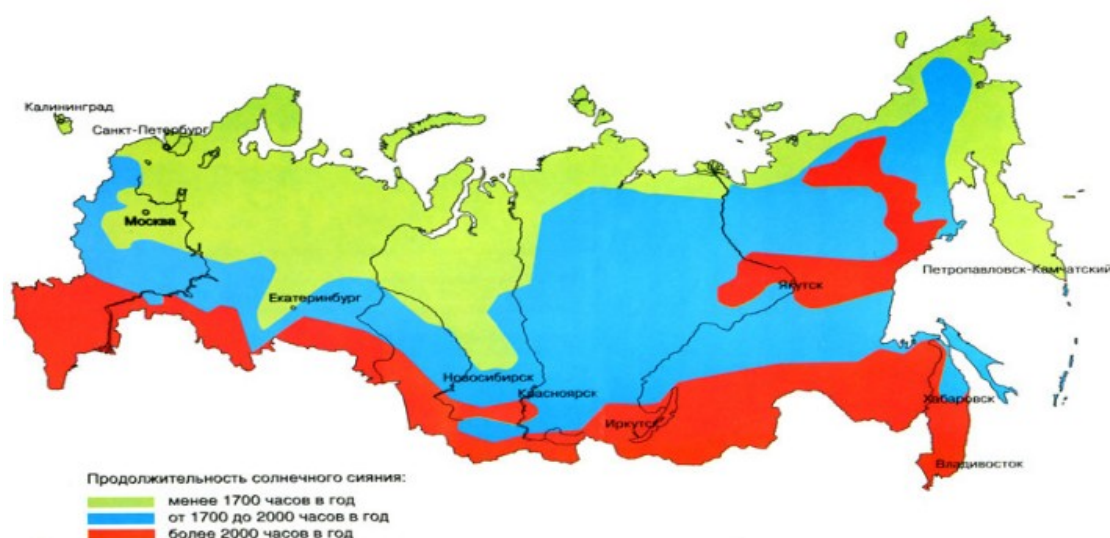 Калининград
Санкт-Петербург
Москва
Екатеринбург
Новосибирск
Красноярск
Иркутск
Якутск
Петропавловск-Камчатский
Хабаровск
Владивосток
Продолжительность солнечного сияния:
менее 1700 часов в год
от 1700 до 2000 часов в год
более 2000 часов в год